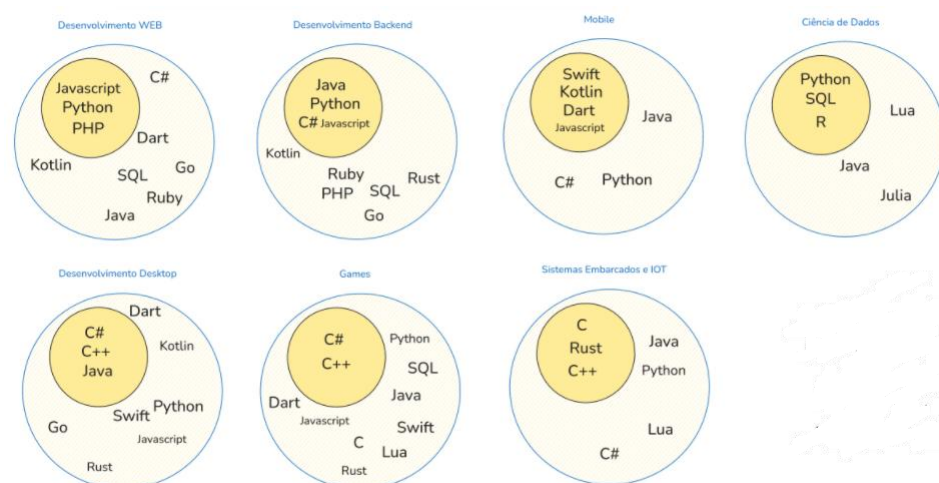 Desenvolvimento WEB
C#
Javascript
Python
PHP
Dart
Kotlin
SQL
Go
Ruby
Java
Desenvolvimento Backend
Java
Python
C# Javascript
Kotlin
Ruby
Rust
PHP
SQL
Go
Mobile
Swift
Kotlin
Dart
Javascript
Java
C#
Python
Ciência de Dados
Python
SQL
R
Lua
Java
Julia
Desenvolvimento Desktop
Dart
C#
C++
Java
Kotlin
Python
Swift
Go
Javascript
Rust
Games
C#
C++
Python
SQL
Java
Dart
Javascript
Swift
C
Lua
Rust
Sistemas Embarcados e IOT
C
Rust
C++
Java
Python
Lua
C#